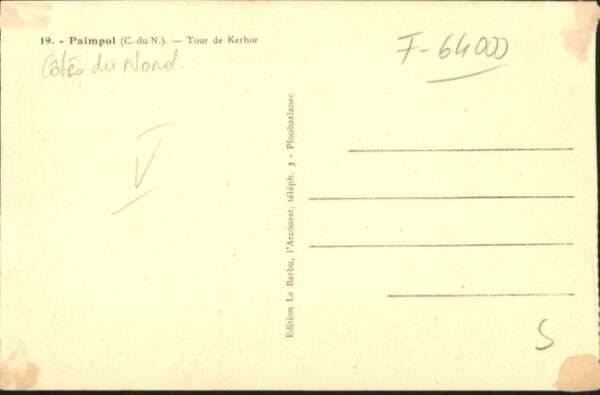 19. - Paimpol (C.-du-N.). — Tour de Kerhor
Côtes du Nord.
F-64000
V
Edition Le Barbu, l'Arcouest, téléph. 3 - Ploubazlanec
S